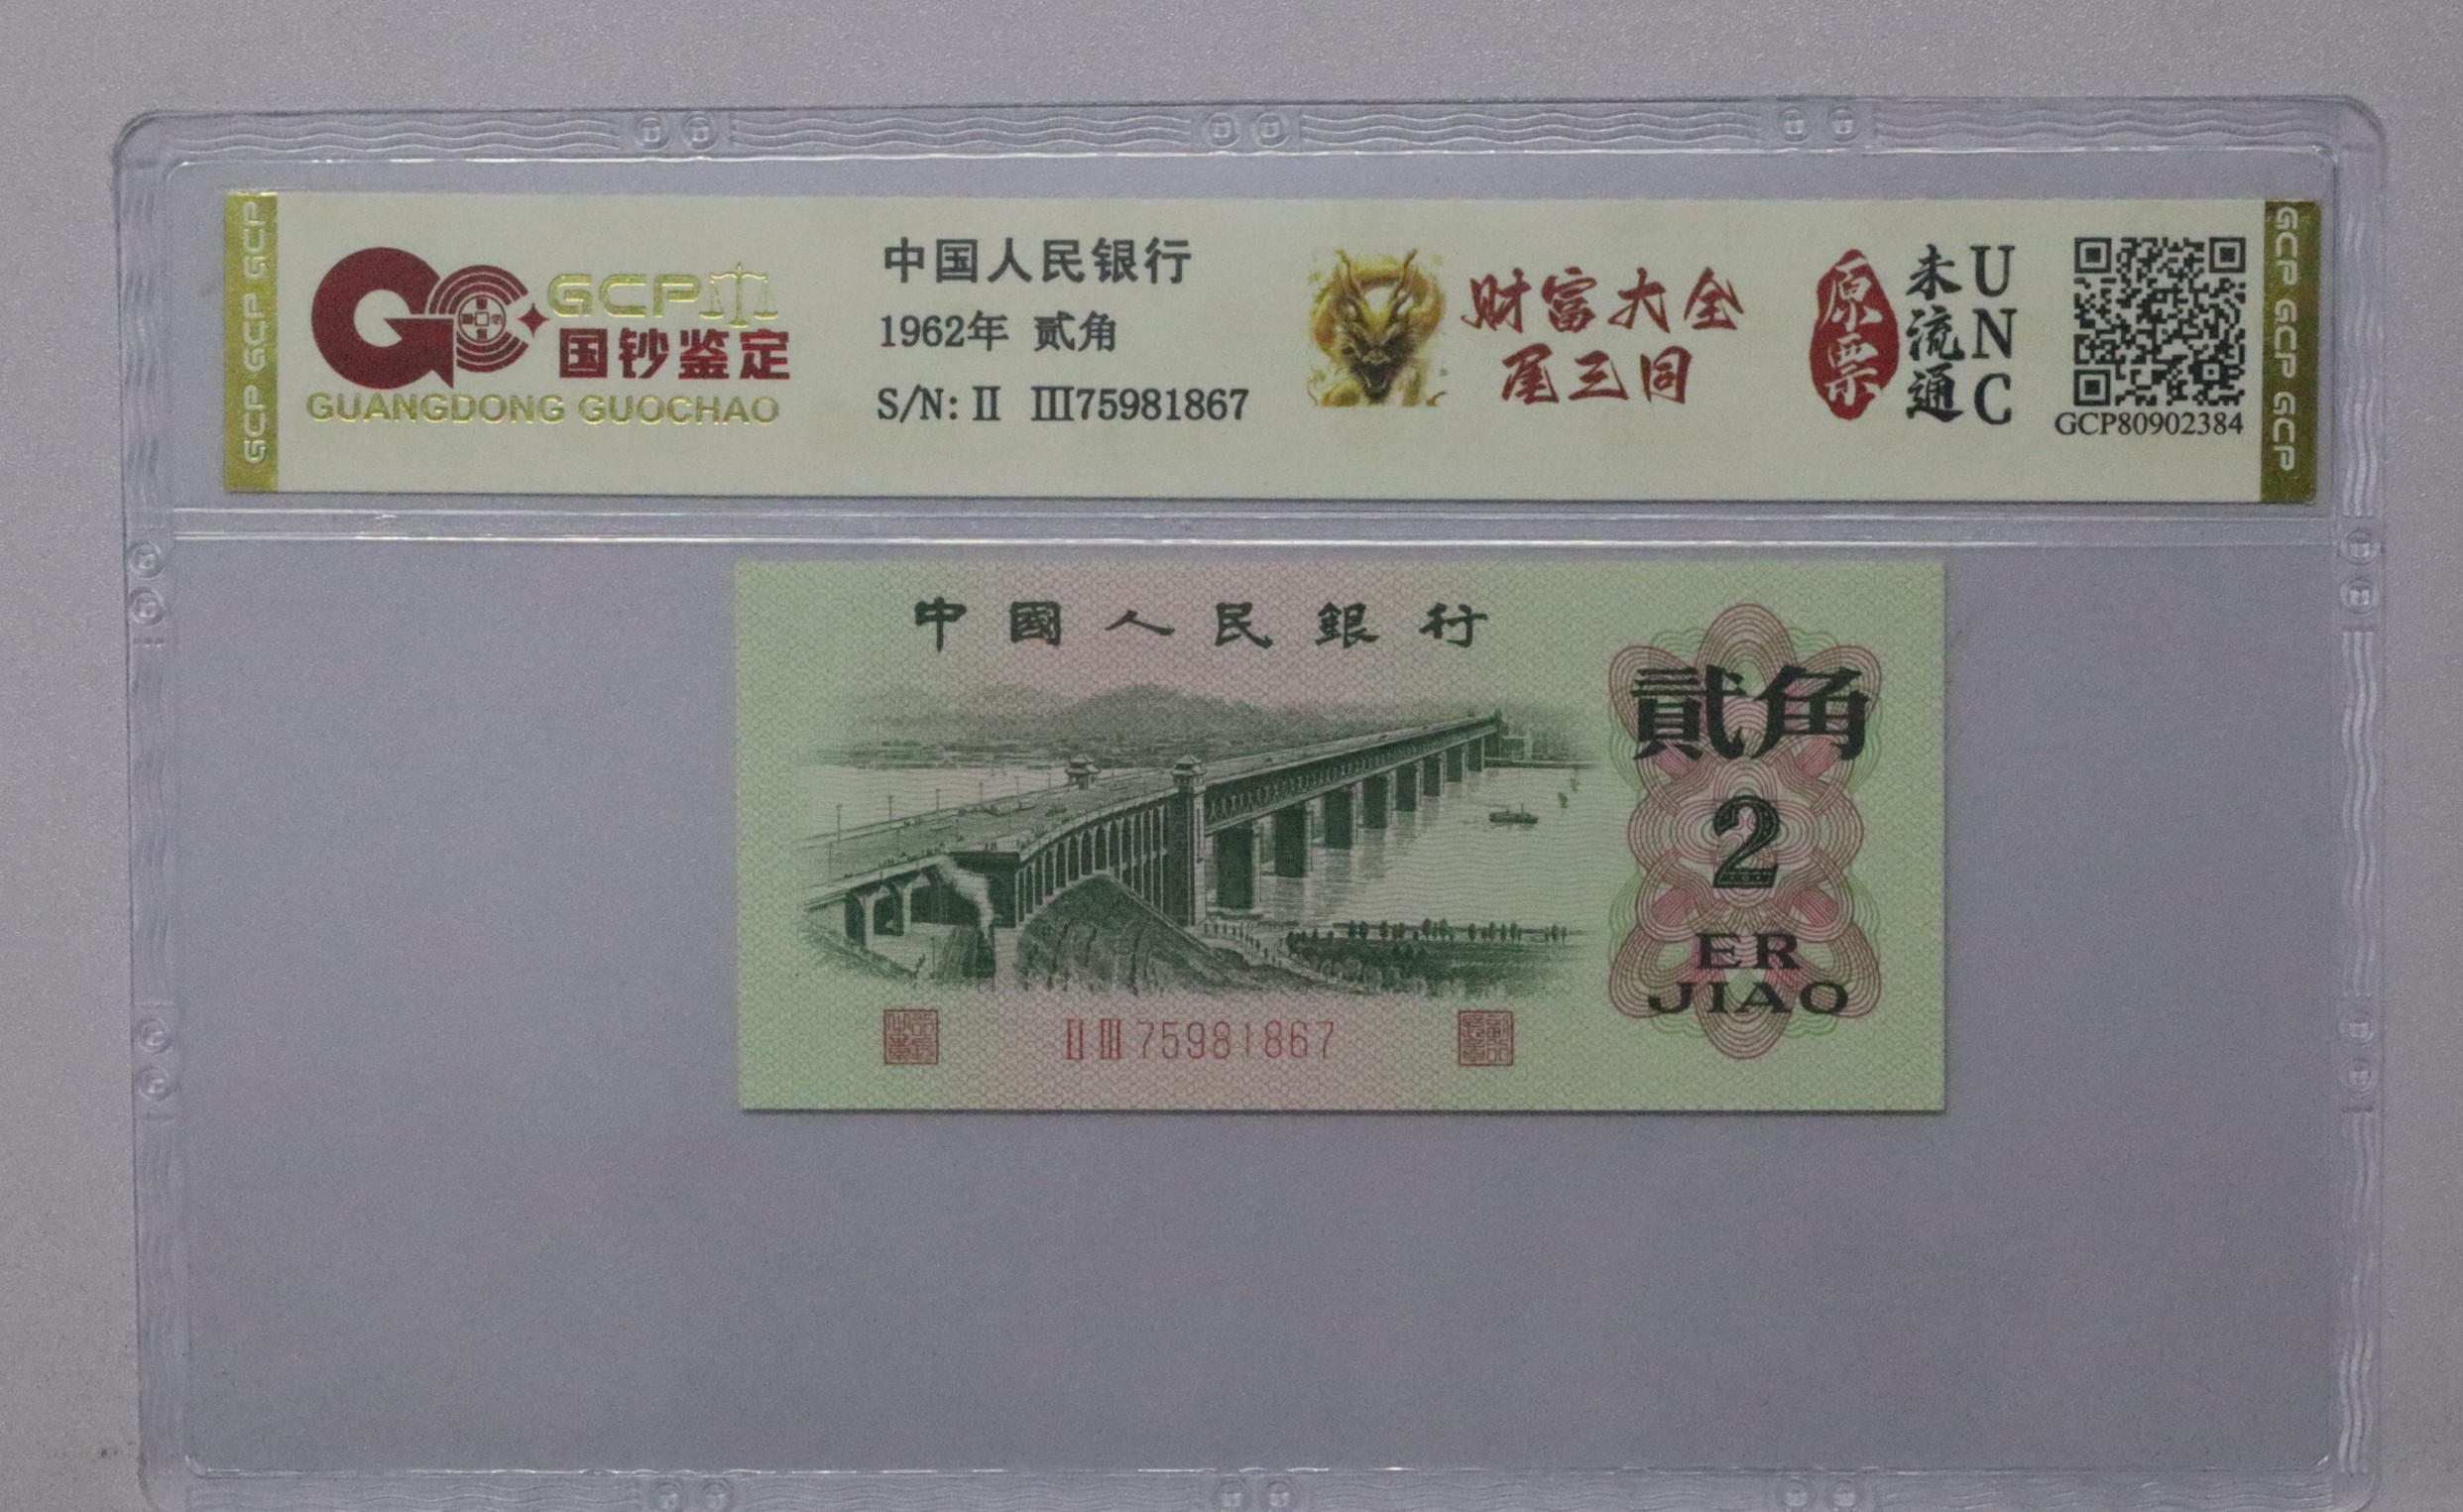 GCP GCP GCP
GCP
国钞鉴定
GUANGDONG GUOCHAO
中国人民银行
1962年 贰角
S/N: II III75981867
财富大全
尾三同
原票
未流通
UNC
GCP80902384
GCP GCP GCP
中國人民銀行
貳角
2
ER
JIAO
II III 75981867